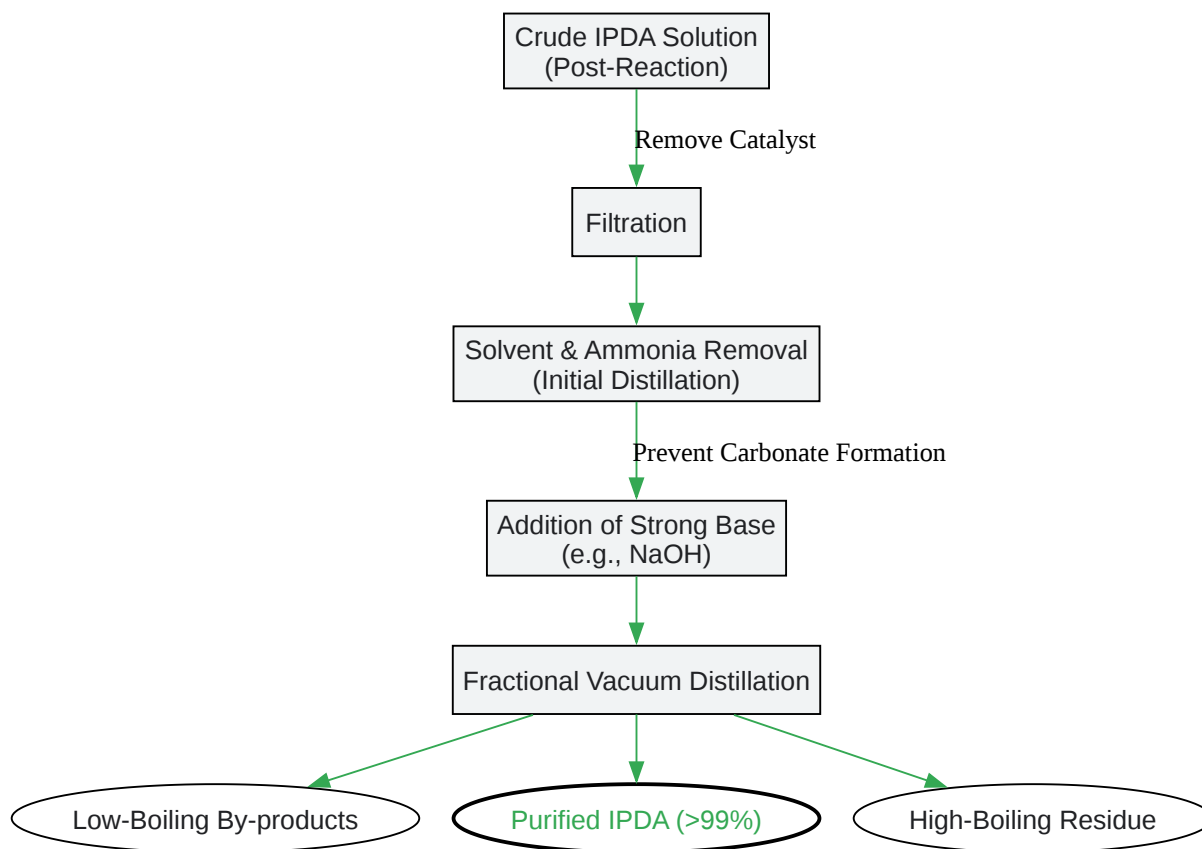 Crude IPDA Solution
(Post-Reaction)
Remove Catalyst
Filtration
Solvent & Ammonia Removal
(Initial Distillation)
Prevent Carbonate Formation
Addition of Strong Base
(e.g., NaOH)
Fractional Vacuum Distillation
Low-Boiling By-products
Purified IPDA (>99%)
High-Boiling Residue